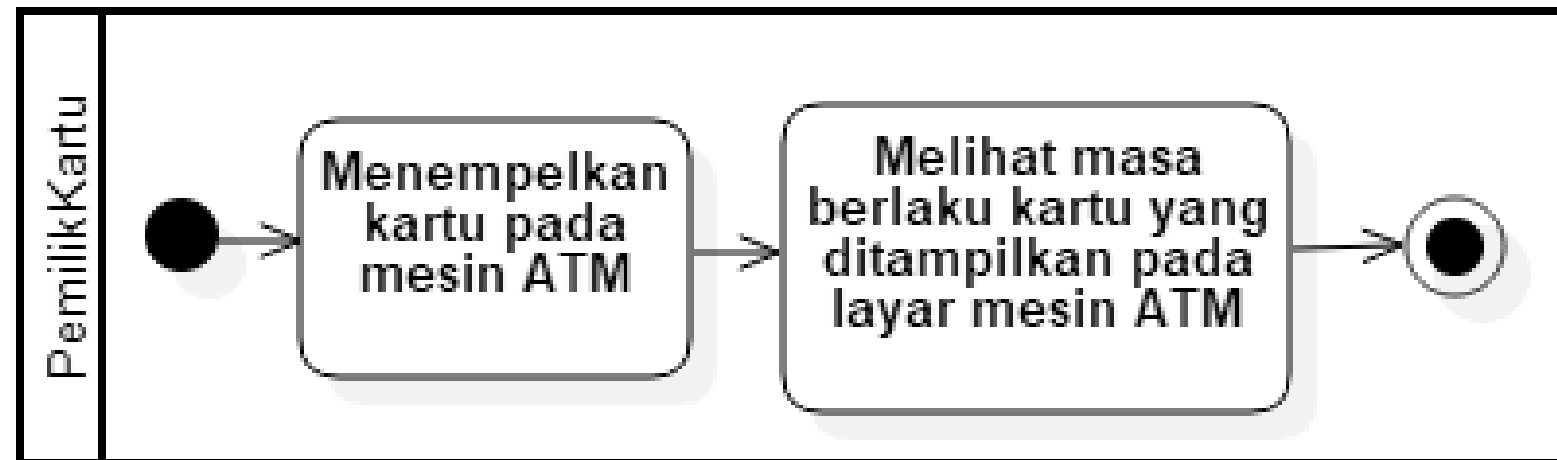 PemilikKartu
Menempelkan
kartu pada
mesin ATM
Melihat masa
berlaku kartu yang
ditampilkan pada
layar mesin ATM